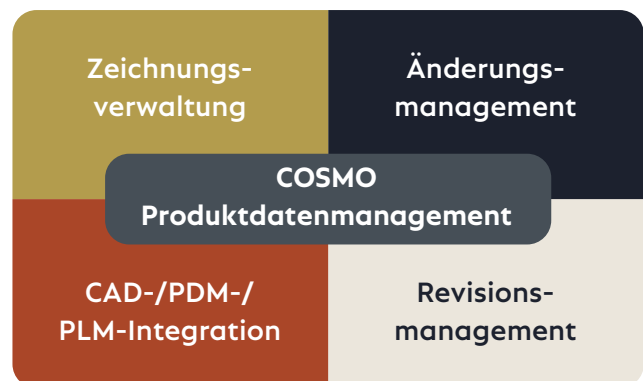 Zeichnungs-
verwaltung
Änderungs-
management
COSMO
Produktdatenmanagement
CAD-/PDM-/
PLM-Integration
Revisions-
management